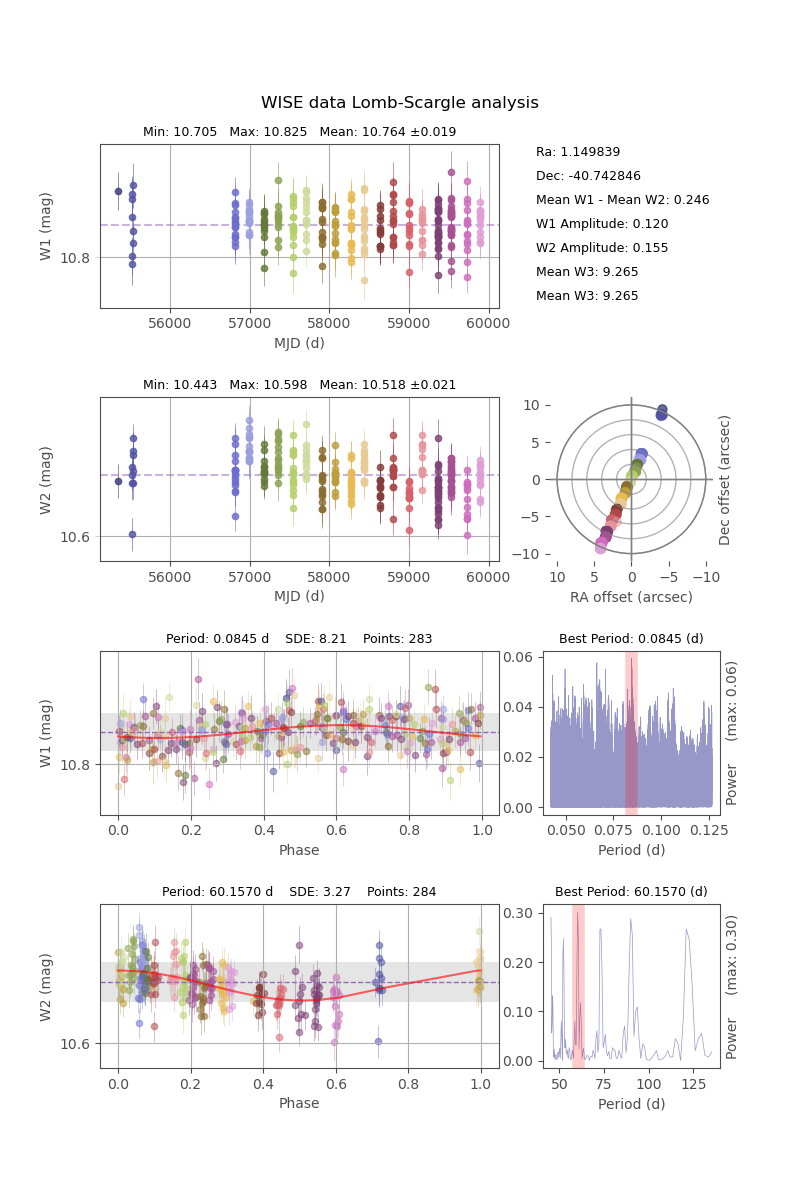 WISE data Lomb-Scargle analysis
Min: 10.705 Max: 10.825 Mean: 10.764 ±0.019
W1 (mag)
10.8
56000 57000 58000 59000 60000
MJD (d)
Ra: 1.149839
Dec: -40.742846
Mean W1 - Mean W2: 0.246
W1 Amplitude: 0.120
W2 Amplitude: 0.155
Mean W3: 9.265
Mean W3: 9.265
Min: 10.443 Max: 10.598 Mean: 10.518 ±0.021
W2 (mag)
10.6
56000 57000 58000 59000 60000
MJD (d)
10
5
0
−5
−10
10 5 0 −5 −10
RA offset (arcsec)
Dec offset (arcsec)
Period: 0.0845 d SDE: 8.21 Points: 283
W1 (mag)
10.8
0.0 0.2 0.4 0.6 0.8 1.0
Phase
Best Period: 0.0845 (d)
0.06
0.04
0.02
0.00
0.050 0.075 0.100 0.125
Period (d)
Power (max: 0.06)
Period: 60.1570 d SDE: 3.27 Points: 284
W2 (mag)
10.6
0.0 0.2 0.4 0.6 0.8 1.0
Phase
Best Period: 60.1570 (d)
0.30
0.20
0.10
0.00
50 75 100 125
Period (d)
Power (max: 0.30)